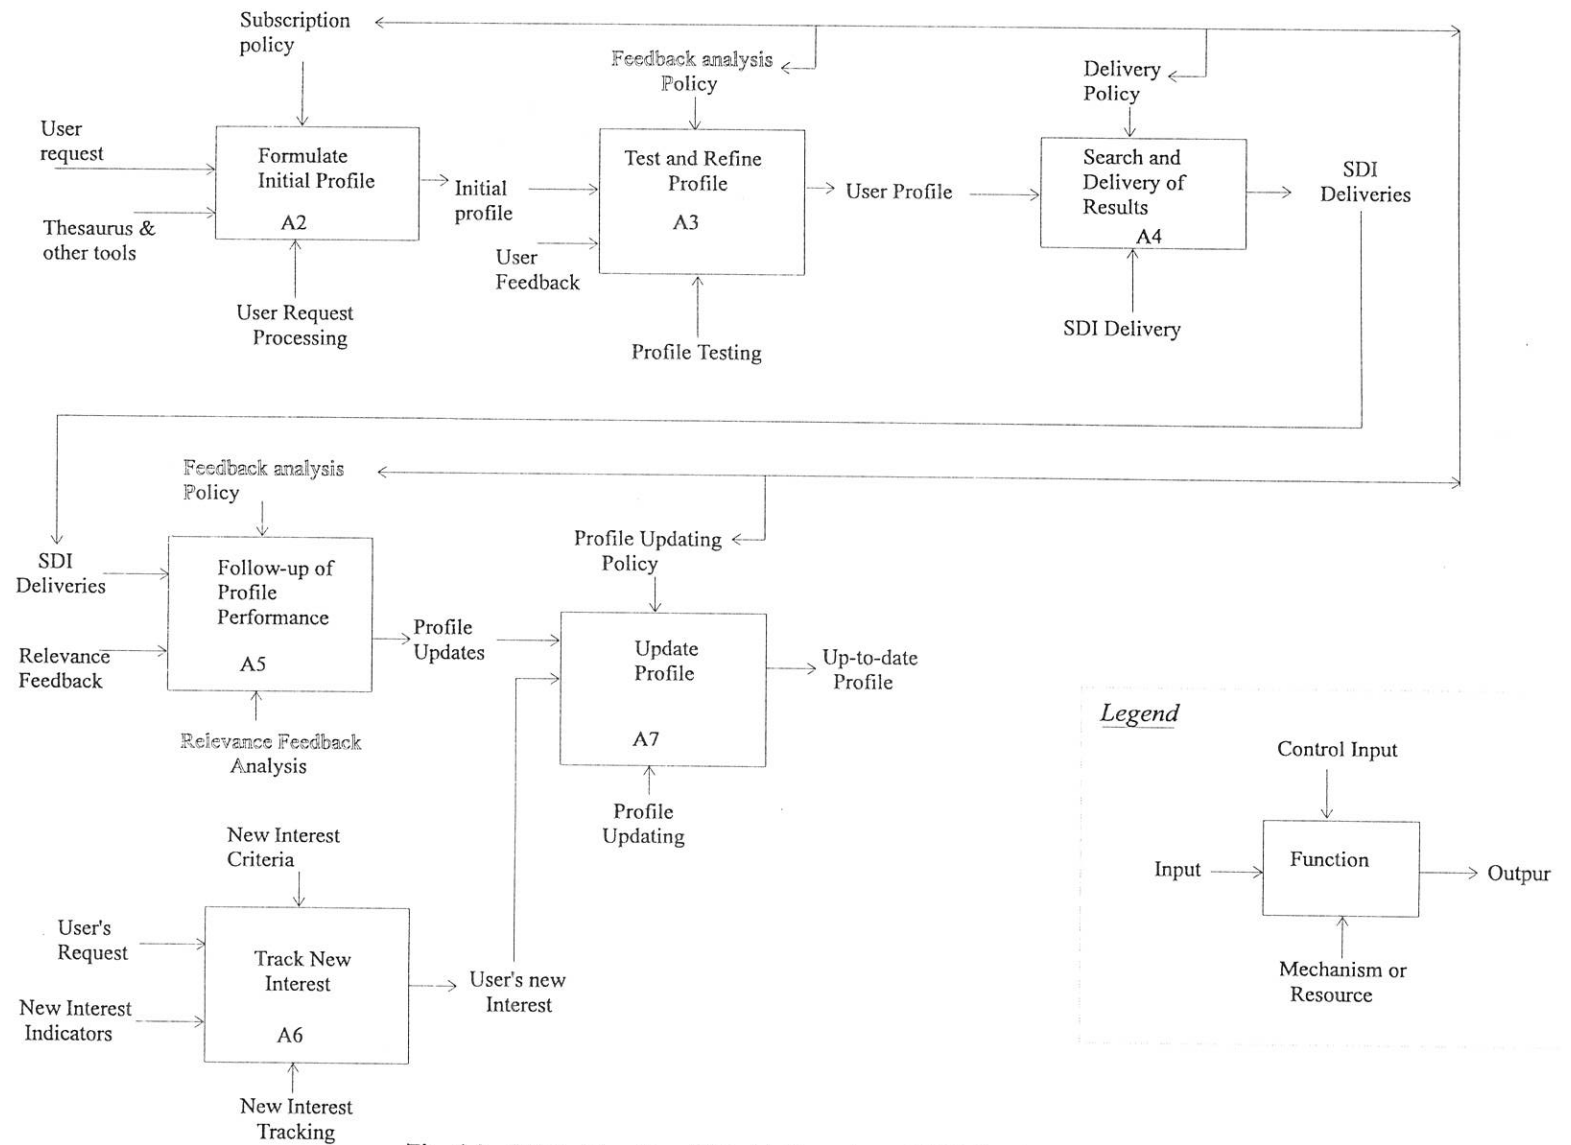 Subscription
policy
Feedback analysis
Policy
Delivery
Policy
User
request
Formulate
Initial Profile
A2
Thesaurus &
other tools
User Request
Processing
Initial
profile
User
Feedback
Test and Refine
Profile
A3
Profile Testing
User Profile
Search and
Delivery of
Results
A4
SDI Delivery
SDI
Deliveries
Feedback analysis
Policy
SDI
Deliveries
Relevance
Feedback
Follow-up of
Profile
Performance
A5
Relevance Feedback
Analysis
Profile
Updates
Profile Updating
Policy
Update
Profile
A7
Profile
Updating
Up-to-date
Profile
New Interest
Criteria
User's
Request
New Interest
Indicators
Track New
Interest
A6
New Interest
Tracking
User's new
Interest
Legend
Control Input
Input
Function
Outpur
Mechanism or
Resource